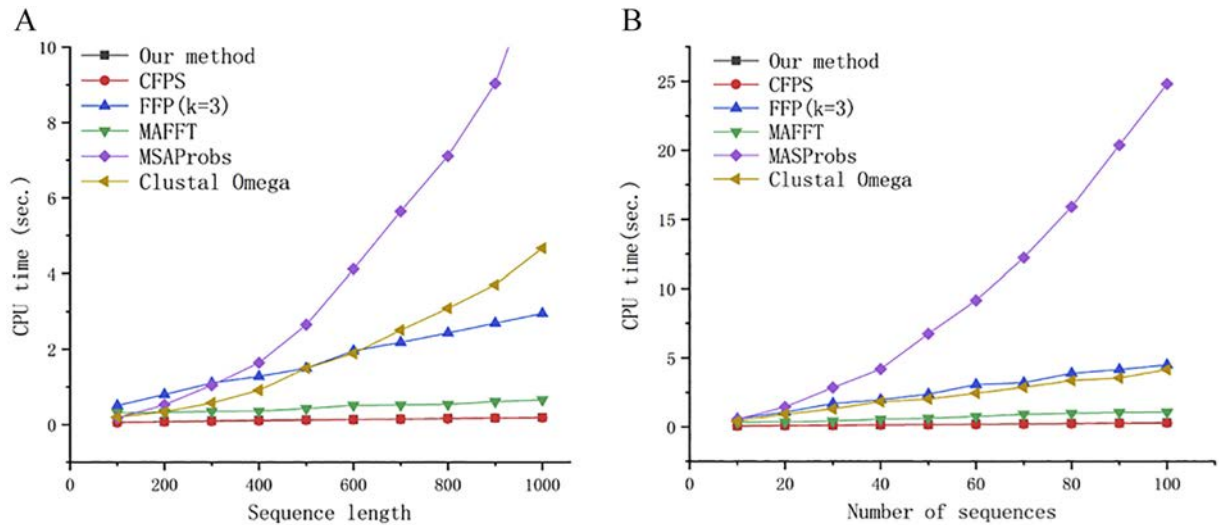 A
10
8
6
4
2
0
CPU time (sec.)
Our method
CFPS
FFP(k=3)
MAFFT
MSAProbs
Clustal Omega
0 200 400 600 800 1000
Sequence length
B
25
20
15
10
5
0
CPU time(sec.)
Our method
CFPS
FFP(k=3)
MAFFT
MASProbs
Clustal Omega
0 20 40 60 80 100
Number of sequences